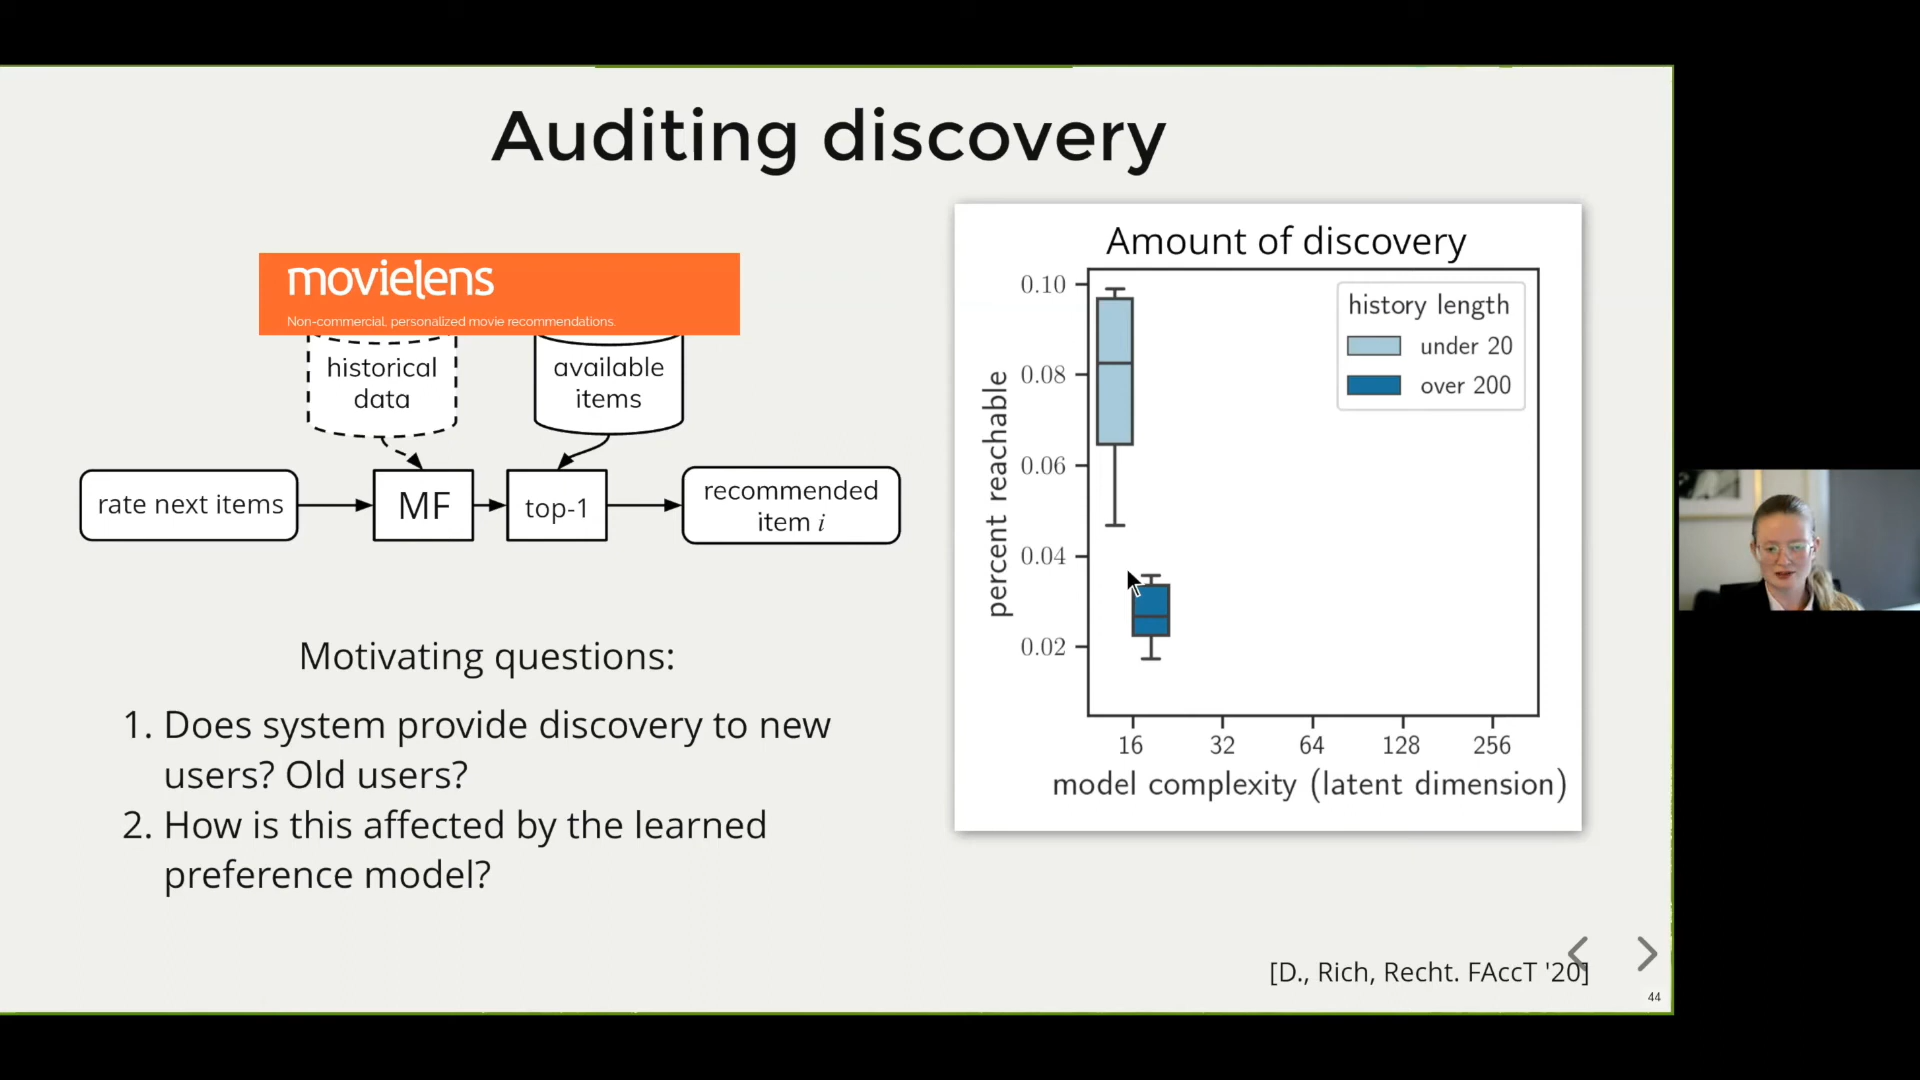 Auditing discovery
movielens
Non-commercial, personalized movie recommendations.
historical
data
available
items
rate next items
MF
top-1
recommended
item i
Motivating questions:
1. Does system provide discovery to new
users? Old users?
2. How is this affected by the learned
preference model?
Amount of discovery
percent reachable
0.10
0.08
0.06
0.04
0.02
history length
under 20
over 200
16 32 64 128 256
model complexity (latent dimension)
[D., Rich, Recht. FAccT '20]
44